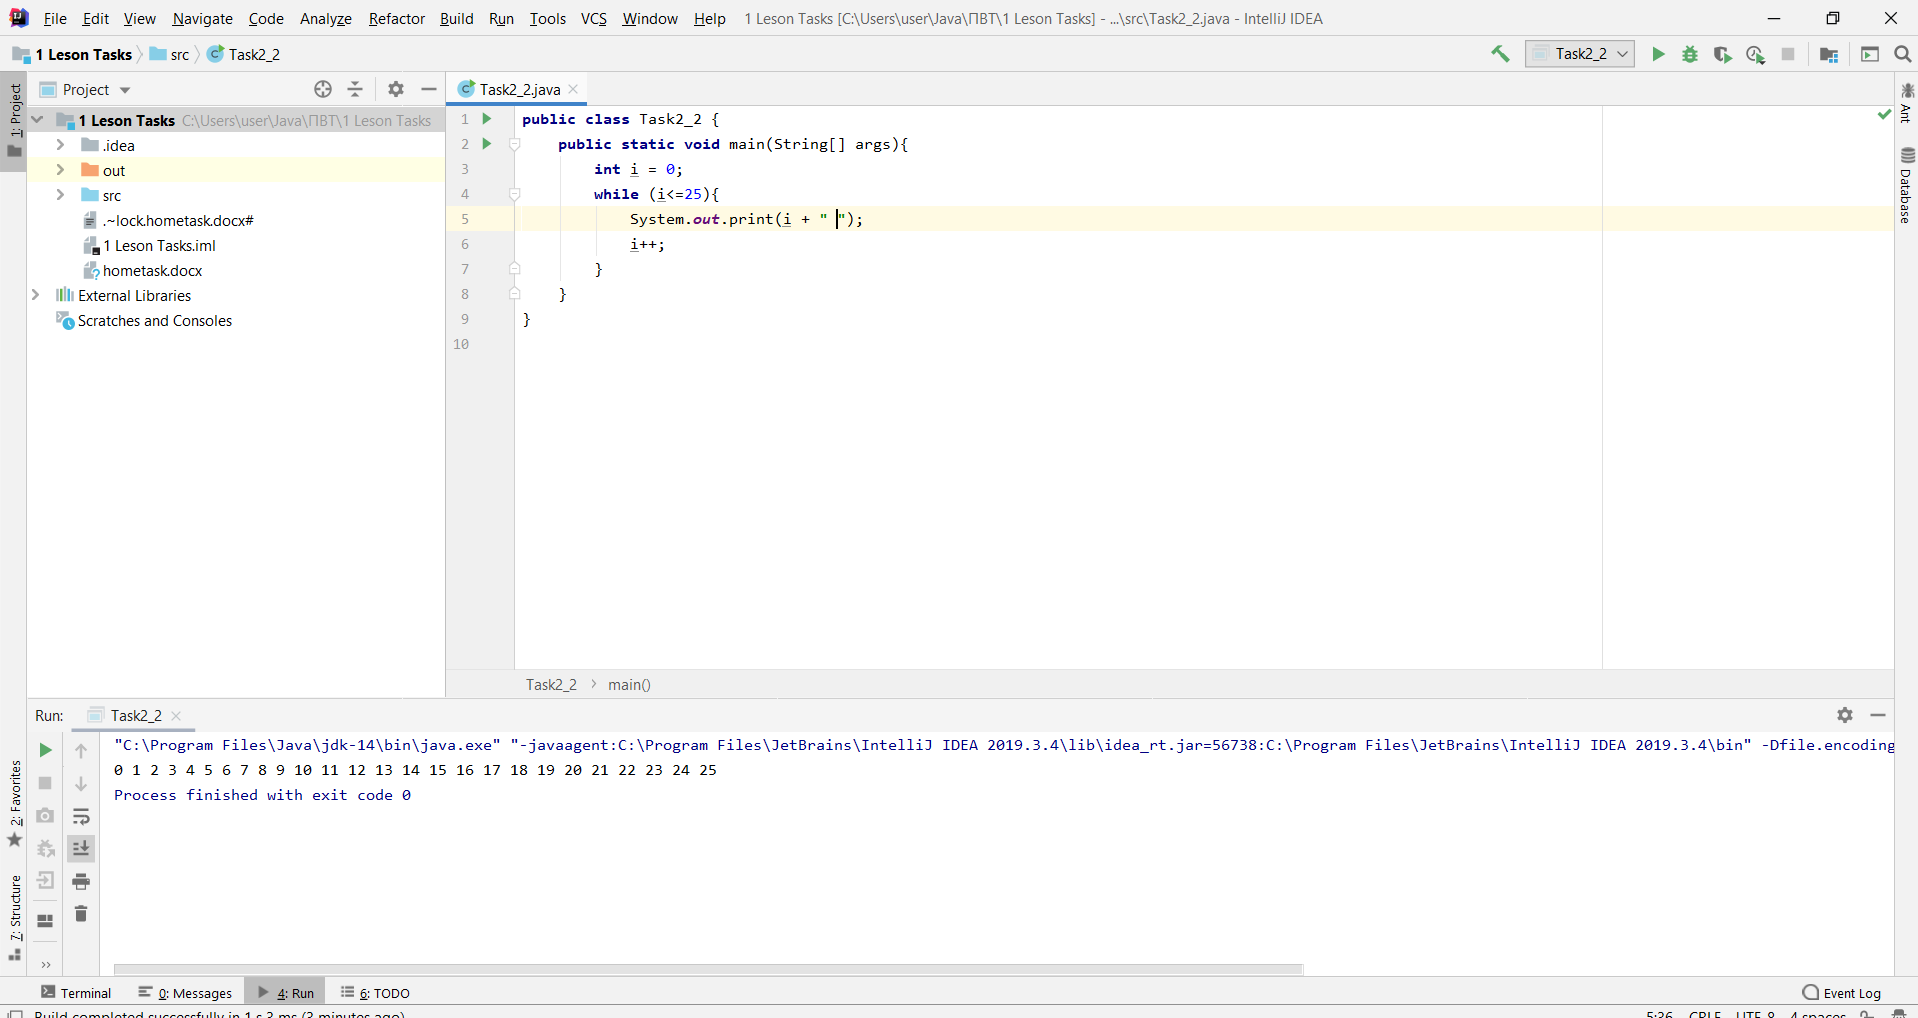 File Edit View Navigate Code Analyze Refactor Build Run Tools VCS Window Help 1 Leson Tasks [C:\Users\user\Java\ПВТ\1 Leson Tasks] - ...\src\Task2_2.java - IntelliJ IDEA
1 Leson Tasks src Task2_2 Task2_2
Project
Task2_2.java
1: Project
1 Leson Tasks C:\Users\user\Java\ПВТ\1 Leson Tasks
.idea
out
src
.~lock.hometask.docx#
1 Leson Tasks.iml
hometask.docx
External Libraries
Scratches and Consoles
1 public class Task2_2 {
2 public static void main(String[] args){
3 int i = 0;
4 while (i<=25){
5 System.out.print(i + " ");
6 i++;
7 }
8 }
9 }
10
Ant
Database
Task2_2 main()
Run: Task2_2
"C:\Program Files\Java\jdk-14\bin\java.exe" "-javaagent:C:\Program Files\JetBrains\IntelliJ IDEA 2019.3.4\lib\idea_rt.jar=56738:C:\Program Files\JetBrains\IntelliJ IDEA 2019.3.4\bin" -Dfile.encoding
0 1 2 3 4 5 6 7 8 9 10 11 12 13 14 15 16 17 18 19 20 21 22 23 24 25
Process finished with exit code 0
2: Favorites
7: Structure
Terminal 0: Messages 4: Run 6: TODO Event Log
Build completed successfully in 1 s 3 ms (3 minutes ago) 5:36 CRLF UTF-8 4 spaces